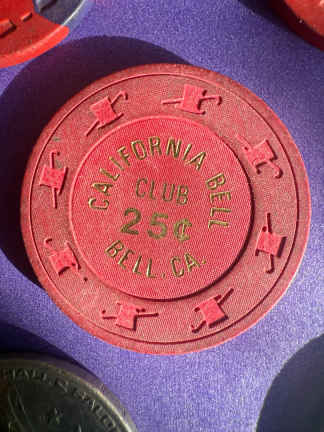 CALIFORNIA BELL
CLUB
25¢
BELL, CA.